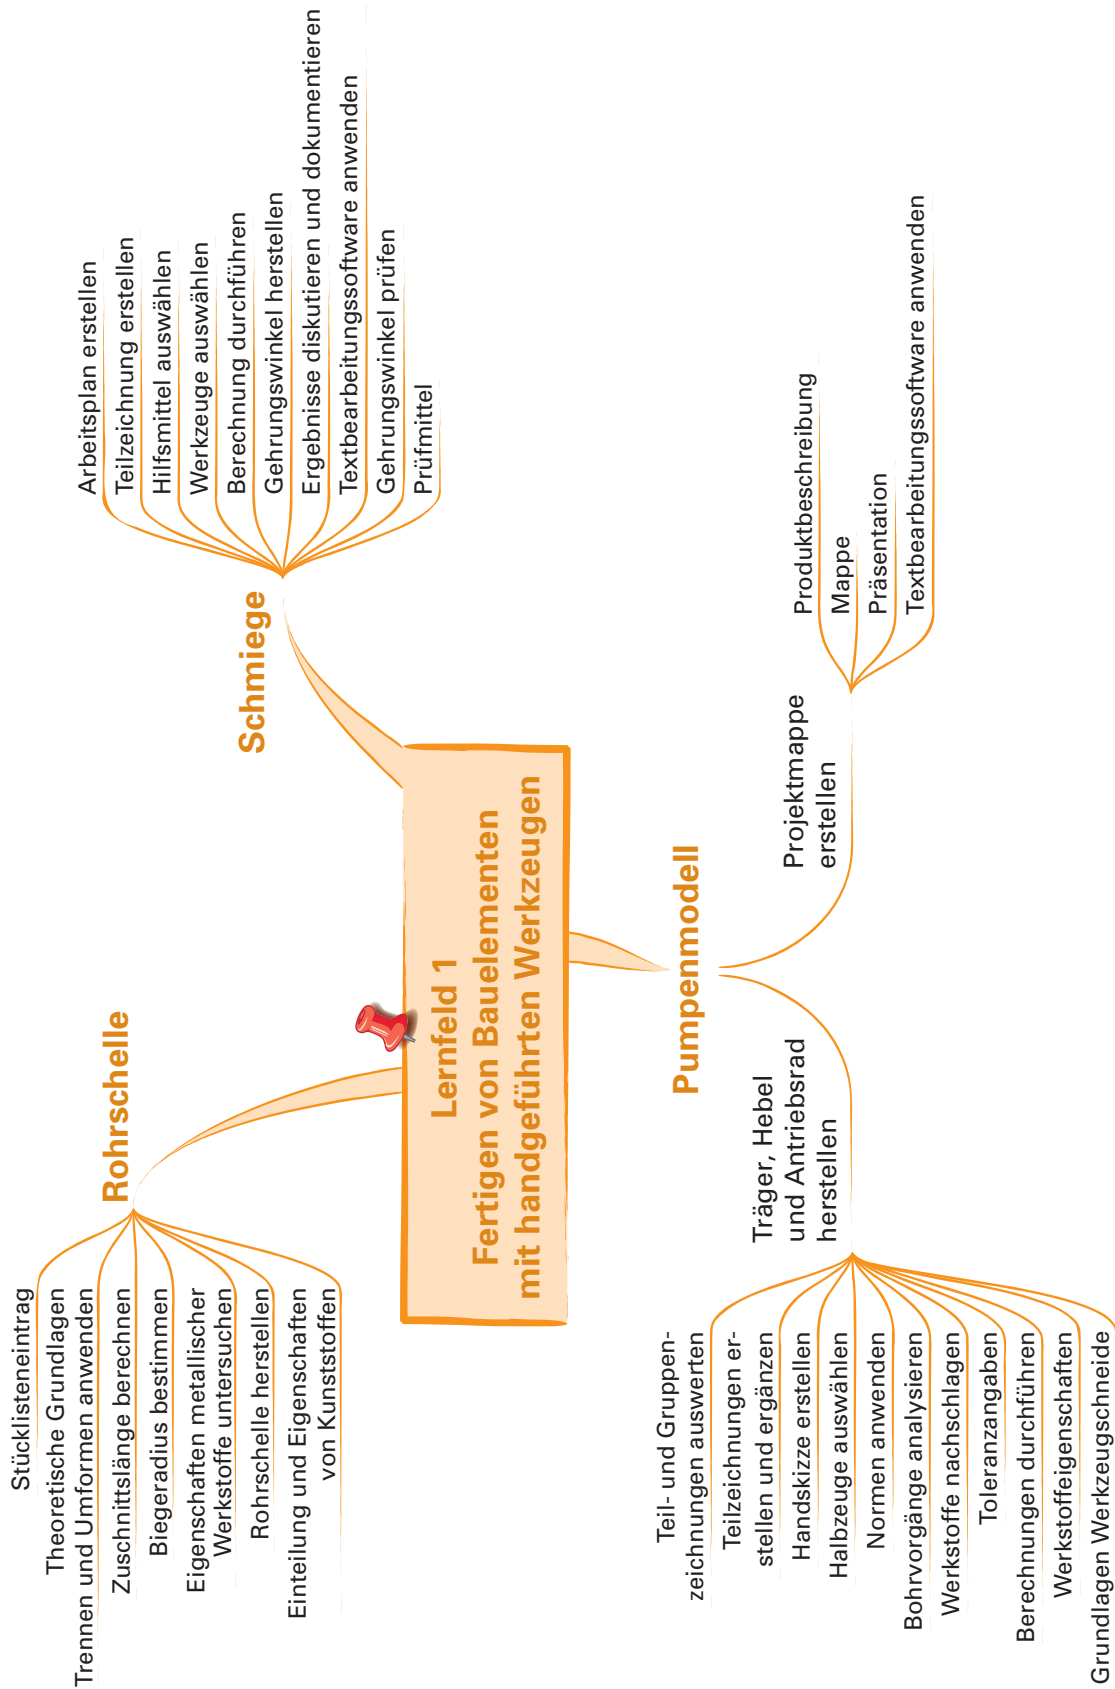 Lernfeld 1
Fertigen von Bauelementen
mit handgeführten Werkzeugen
Rohrschelle
Stücklisteneintrag
Theoretische Grundlagen
Trennen und Umformen anwenden
Zuschnittslänge berechnen
Biegeradius bestimmen
Eigenschaften metallischer
Werkstoffe untersuchen
Rohrschelle herstellen
Einteilung und Eigenschaften
von Kunststoffen
Schmiege
Arbeitsplan erstellen
Teilzeichnung erstellen
Hilfsmittel auswählen
Werkzeuge auswählen
Berechnung durchführen
Gehrungswinkel herstellen
Ergebnisse diskutieren und dokumentieren
Textbearbeitungssoftware anwenden
Gehrungswinkel prüfen
Prüfmittel
Pumpenmodell
Träger, Hebel
und Antriebsrad
herstellen
Teil- und Gruppen-
zeichnungen auswerten
Teilzeichnungen er-
stellen und ergänzen
Handskizze erstellen
Halbzeuge auswählen
Normen anwenden
Bohrvorgänge analysieren
Werkstoffe nachschlagen
Toleranzangaben
Berechnungen durchführen
Werkstoffeigenschaften
Grundlagen Werkzeugschneide
Projektmappe
erstellen
Produktbeschreibung
Mappe
Präsentation
Textbearbeitungssoftware anwenden